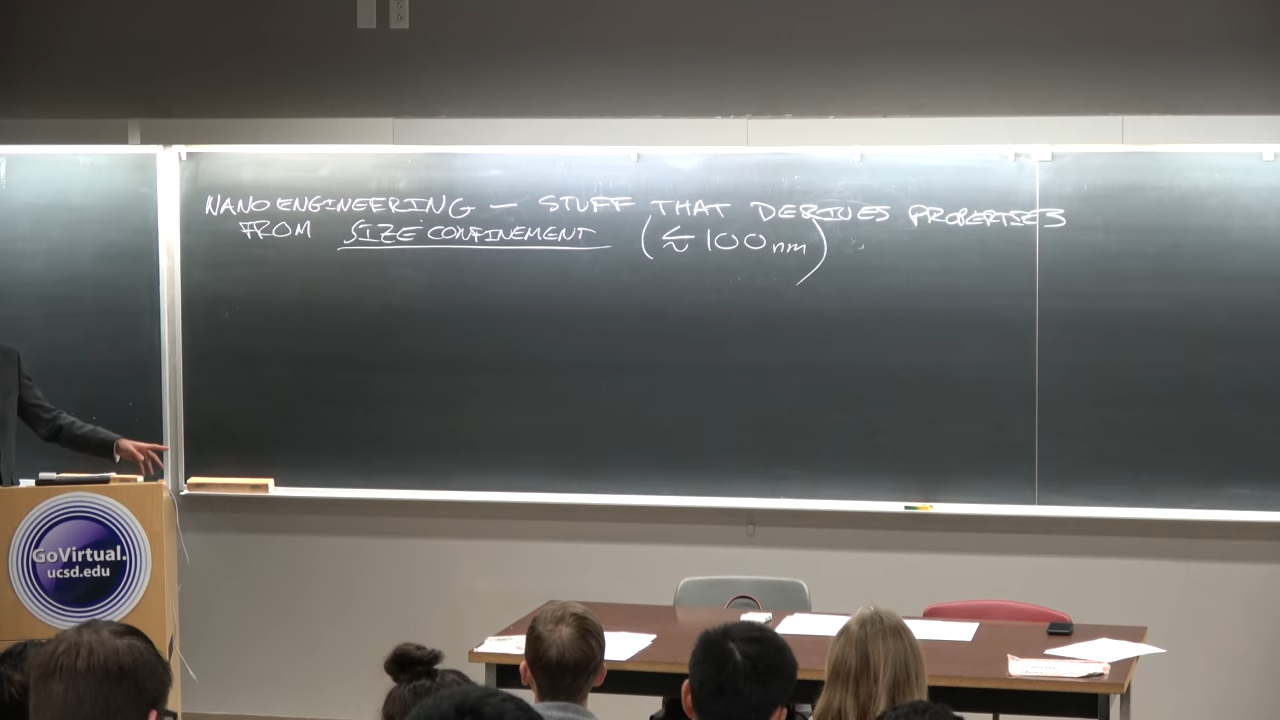 NANOENGINEERING — STUFF THAT DERIVES PROPERTIES
FROM SIZE CONFINEMENT (≲ 100nm)
GoVirtual.
ucsd.edu